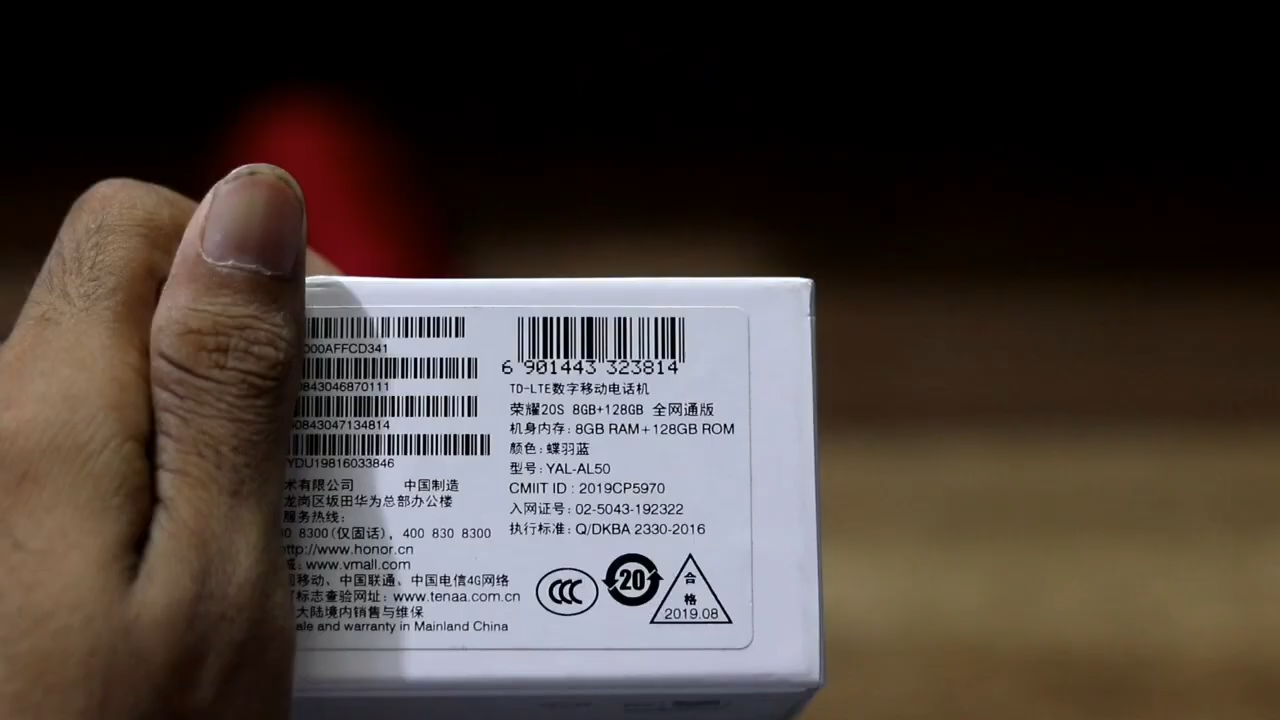 000AFFCD341
0843046870111
0843047134814
YDU19816033846
术有限公司 中国制造
龙岗区坂田华为总部办公楼
服务热线:
0 8300(仅固话), 400 830 8300
http://www.honor.cn
: www.vmall.com
移动、中国联通、中国电信4G网络
标志查验网址: www.tenaa.com.cn
大陆境内销售与维保
ale and warranty in Mainland China
6 901443 323814
TD-LTE数字移动电话机
荣耀20S 8GB+128GB 全网通版
机身内存: 8GB RAM+128GB ROM
颜色: 蝶羽蓝
型号: YAL-AL50
CMIIT ID : 2019CP5970
入网证号: 02-5043-192322
执行标准: Q/DKBA 2330-2016
CCC
20
合
格
2019.08